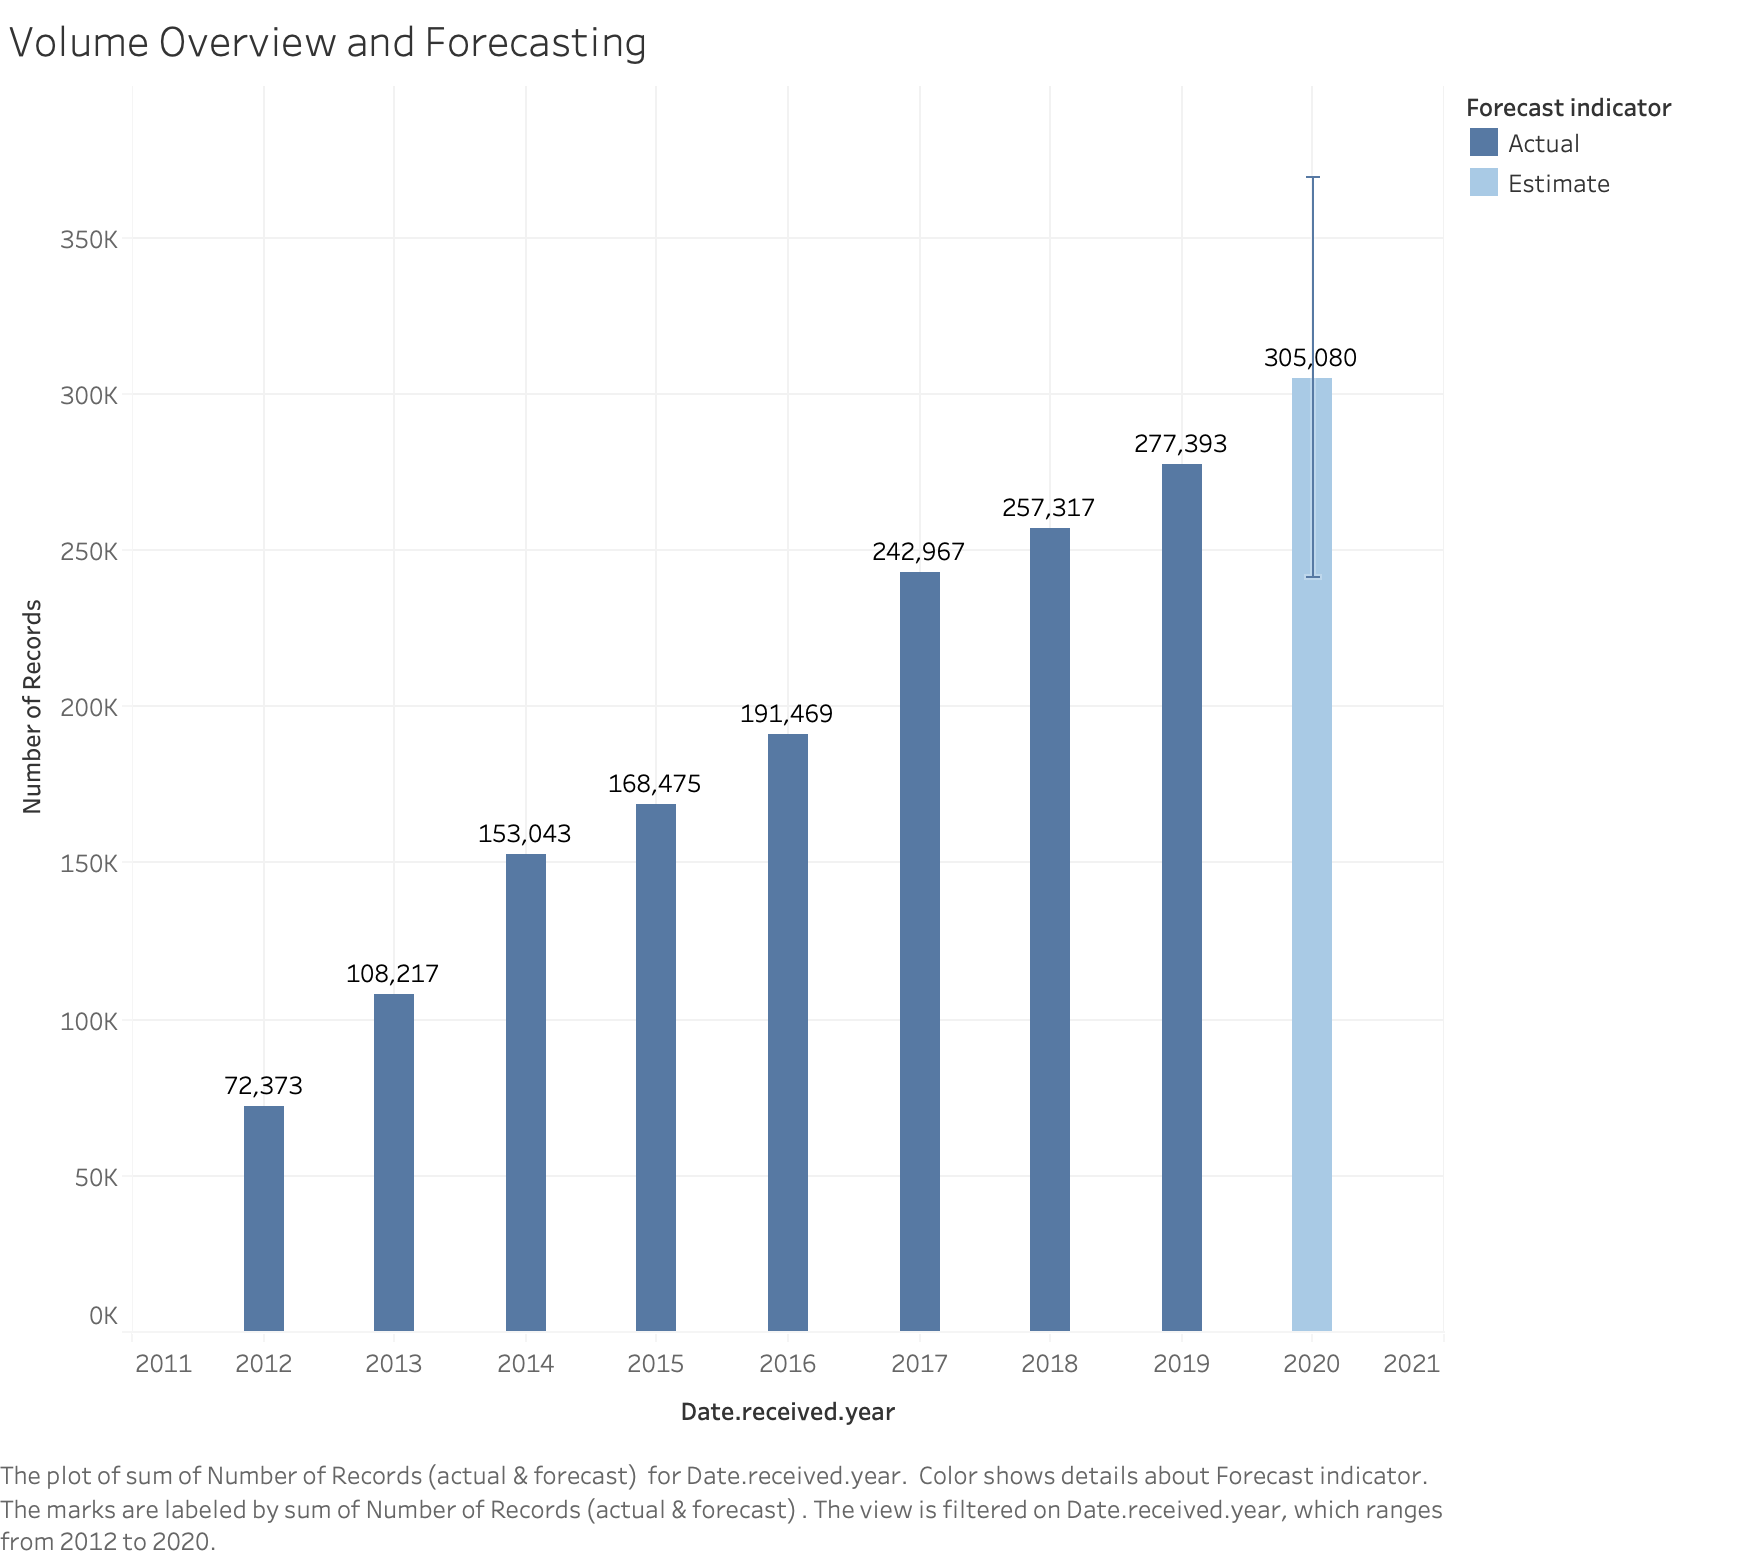 Volume Overview and Forecasting
Forecast indicator
Actual
Estimate
350K
300K
250K
200K
150K
100K
50K
0K
Number of Records
72,373
108,217
153,043
168,475
191,469
242,967
257,317
277,393
305,080
2011 2012 2013 2014 2015 2016 2017 2018 2019 2020 2021
Date.received.year
The plot of sum of Number of Records (actual & forecast)  for Date.received.year.  Color shows details about Forecast indicator.
The marks are labeled by sum of Number of Records (actual & forecast) . The view is filtered on Date.received.year, which ranges
from 2012 to 2020.